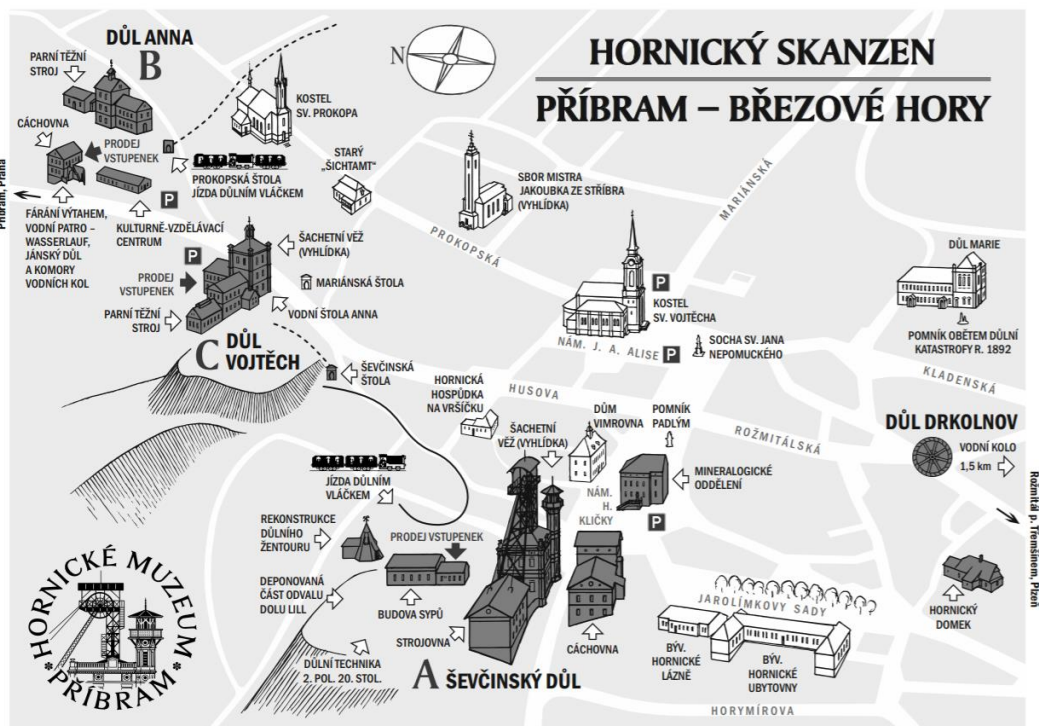 HORNICKÝ SKANZEN
PŘÍBRAM – BŘEZOVÉ HORY
N
DŮL ANNA
B
PARNÍ TĚŽNÍ
STROJ
CÁCHOVNA
PRODEJ
VSTUPENEK
KOSTEL
SV. PROKOPA
PROKOPSKÁ ŠTOLA
JÍZDA DŮLNÍM VLÁČKEM
STARÝ
„ŠICHTAMT“
SBOR MISTRA
JAKOUBKA ZE STŘÍBRA
(VYHLÍDKA)
MARIÁNSKÁ
PROKOPSKÁ
Příbram, Praha
P
FÁRÁNÍ VÝTAHEM,
VODNÍ PATRO –
WASSERLAUF,
JÁNSKÝ DŮL
A KOMORY
VODNÍCH KOL
KULTURNĚ-VZDĚLÁVACÍ
CENTRUM
P
ŠACHETNÍ VĚŽ
(VYHLÍDKA)
PRODEJ
VSTUPENEK
MARIÁNSKÁ ŠTOLA
VODNÍ ŠTOLA ANNA
PARNÍ TĚŽNÍ
STROJ
C DŮL
VOJTĚCH
ŠEVČINSKÁ
ŠTOLA
P
KOSTEL
SV. VOJTĚCHA
NÁM. J. A. ALISE
P
SOCHA SV. JANA
NEPOMUCKÉHO
DŮL MARIE
POMNÍK OBĚTEM DŮLNÍ
KATASTROFY R. 1892
KLADENSKÁ
HUSOVA
ROŽMITÁLSKÁ
HORNICKÁ
HOSPŮDKA
NA VRŠÍČKU
ŠACHETNÍ
VĚŽ (VYHLÍDKA)
DŮM
VIMROVNA
POMNÍK
PADLÝM
MINERALOGICKÉ
ODDĚLENÍ
NÁM.
H.
KLIČKY
P
DŮL DRKOLNOV
VODNÍ KOLO
1,5 km
Rožmitál p. Třemšínem, Plzeň
JÍZDA DŮLNÍM
VLÁČKEM
REKONSTRUKCE
DŮLNÍHO
ŽENTOURU
PRODEJ VSTUPENEK
DEPONOVANÁ
ČÁST ODVALU
DOLU LILL
BUDOVA SYPŮ
STROJOVNA
DŮLNÍ TECHNIKA
2. POL. 20. STOL.
A ŠEVČINSKÝ DŮL
CÁCHOVNA
JAROLÍMKOVY SADY
BÝV.
HORNICKÉ
LÁZNĚ
BÝV.
HORNICKÉ
UBYTOVNY
HORNICKÝ
DOMEK
HORYMÍROVA
HORNICKÉ MUZEUM
PŘÍBRAM